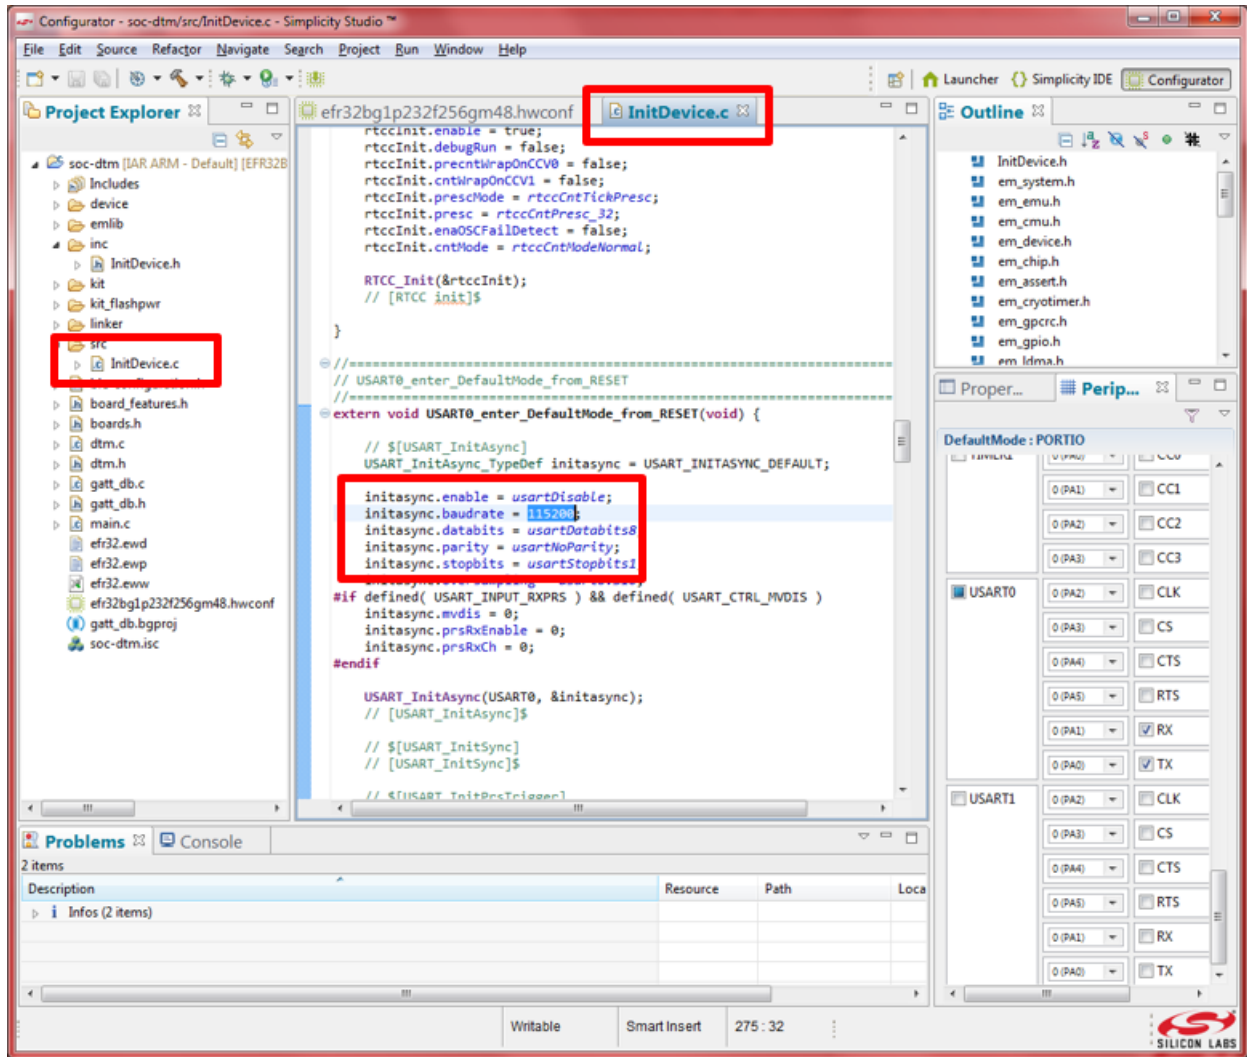 Configurator - soc-dtm/src/InitDevice.c - Simplicity Studio ™
File Edit Source Refactor Navigate Search Project Run Window Help
Launcher {} Simplicity IDE Configurator
Project Explorer
soc-dtm [IAR ARM - Default] [EFR32B
Includes
device
emlib
inc
InitDevice.h
kit
kit_flashpwr
linker
src
InitDevice.c
board_features.h
boards.h
dtm.c
dtm.h
gatt_db.c
gatt_db.h
main.c
efr32.ewd
efr32.ewp
efr32.eww
efr32bg1p232f256gm48.hwconf
gatt_db.bgproj
soc-dtm.isc
efr32bg1p232f256gm48.hwconf
InitDevice.c
rtccInit.enable = true;
rtccInit.debugRun = false;
rtccInit.precntWrapOnCCV0 = false;
rtccInit.cntWrapOnCCV1 = false;
rtccInit.prescMode = rtccCntTickPresc;
rtccInit.presc = rtccCntPresc_32;
rtccInit.enaOSCFailDetect = false;
rtccInit.cntMode = rtccCntModeNormal;
RTCC_Init(&rtccInit);
// [RTCC init]$
}
//================================================================================
// USART0_enter_DefaultMode_from_RESET
//================================================================================
extern void USART0_enter_DefaultMode_from_RESET(void) {
// $[USART_InitAsync]
USART_InitAsync_TypeDef initasync = USART_INITASYNC_DEFAULT;
initasync.enable = usartDisable;
initasync.baudrate = 115200;
initasync.databits = usartDatabits8
initasync.parity = usartNoParity;
initasync.stopbits = usartStopbits1
#if defined( USART_INPUT_RXPRS ) && defined( USART_CTRL_MVDIS )
initasync.mvdis = 0;
initasync.prsRxEnable = 0;
initasync.prsRxCh = 0;
#endif
USART_InitAsync(USART0, &initasync);
// [USART_InitAsync]$
// $[USART_InitSync]
// [USART_InitSync]$
// $[USART_InitPrsTrigger]
Outline
InitDevice.h
em_system.h
em_emu.h
em_cmu.h
em_device.h
em_chip.h
em_assert.h
em_cryotimer.h
em_gpcrc.h
em_gpio.h
em_ldma.h
Proper...
Perip...
DefaultMode : PORTIO
TIMER1 0 (PA0) CC0
0 (PA1) CC1
0 (PA2) CC2
0 (PA3) CC3
USART0 0 (PA2) CLK
0 (PA3) CS
0 (PA4) CTS
0 (PA5) RTS
0 (PA1) RX
0 (PA0) TX
USART1 0 (PA2) CLK
0 (PA3) CS
0 (PA4) CTS
0 (PA5) RTS
0 (PA1) RX
0 (PA0) TX
Problems Console
2 items
Description Resource Path Loca
i Infos (2 items)
Writable Smart Insert 275 : 32
SILICON LABS